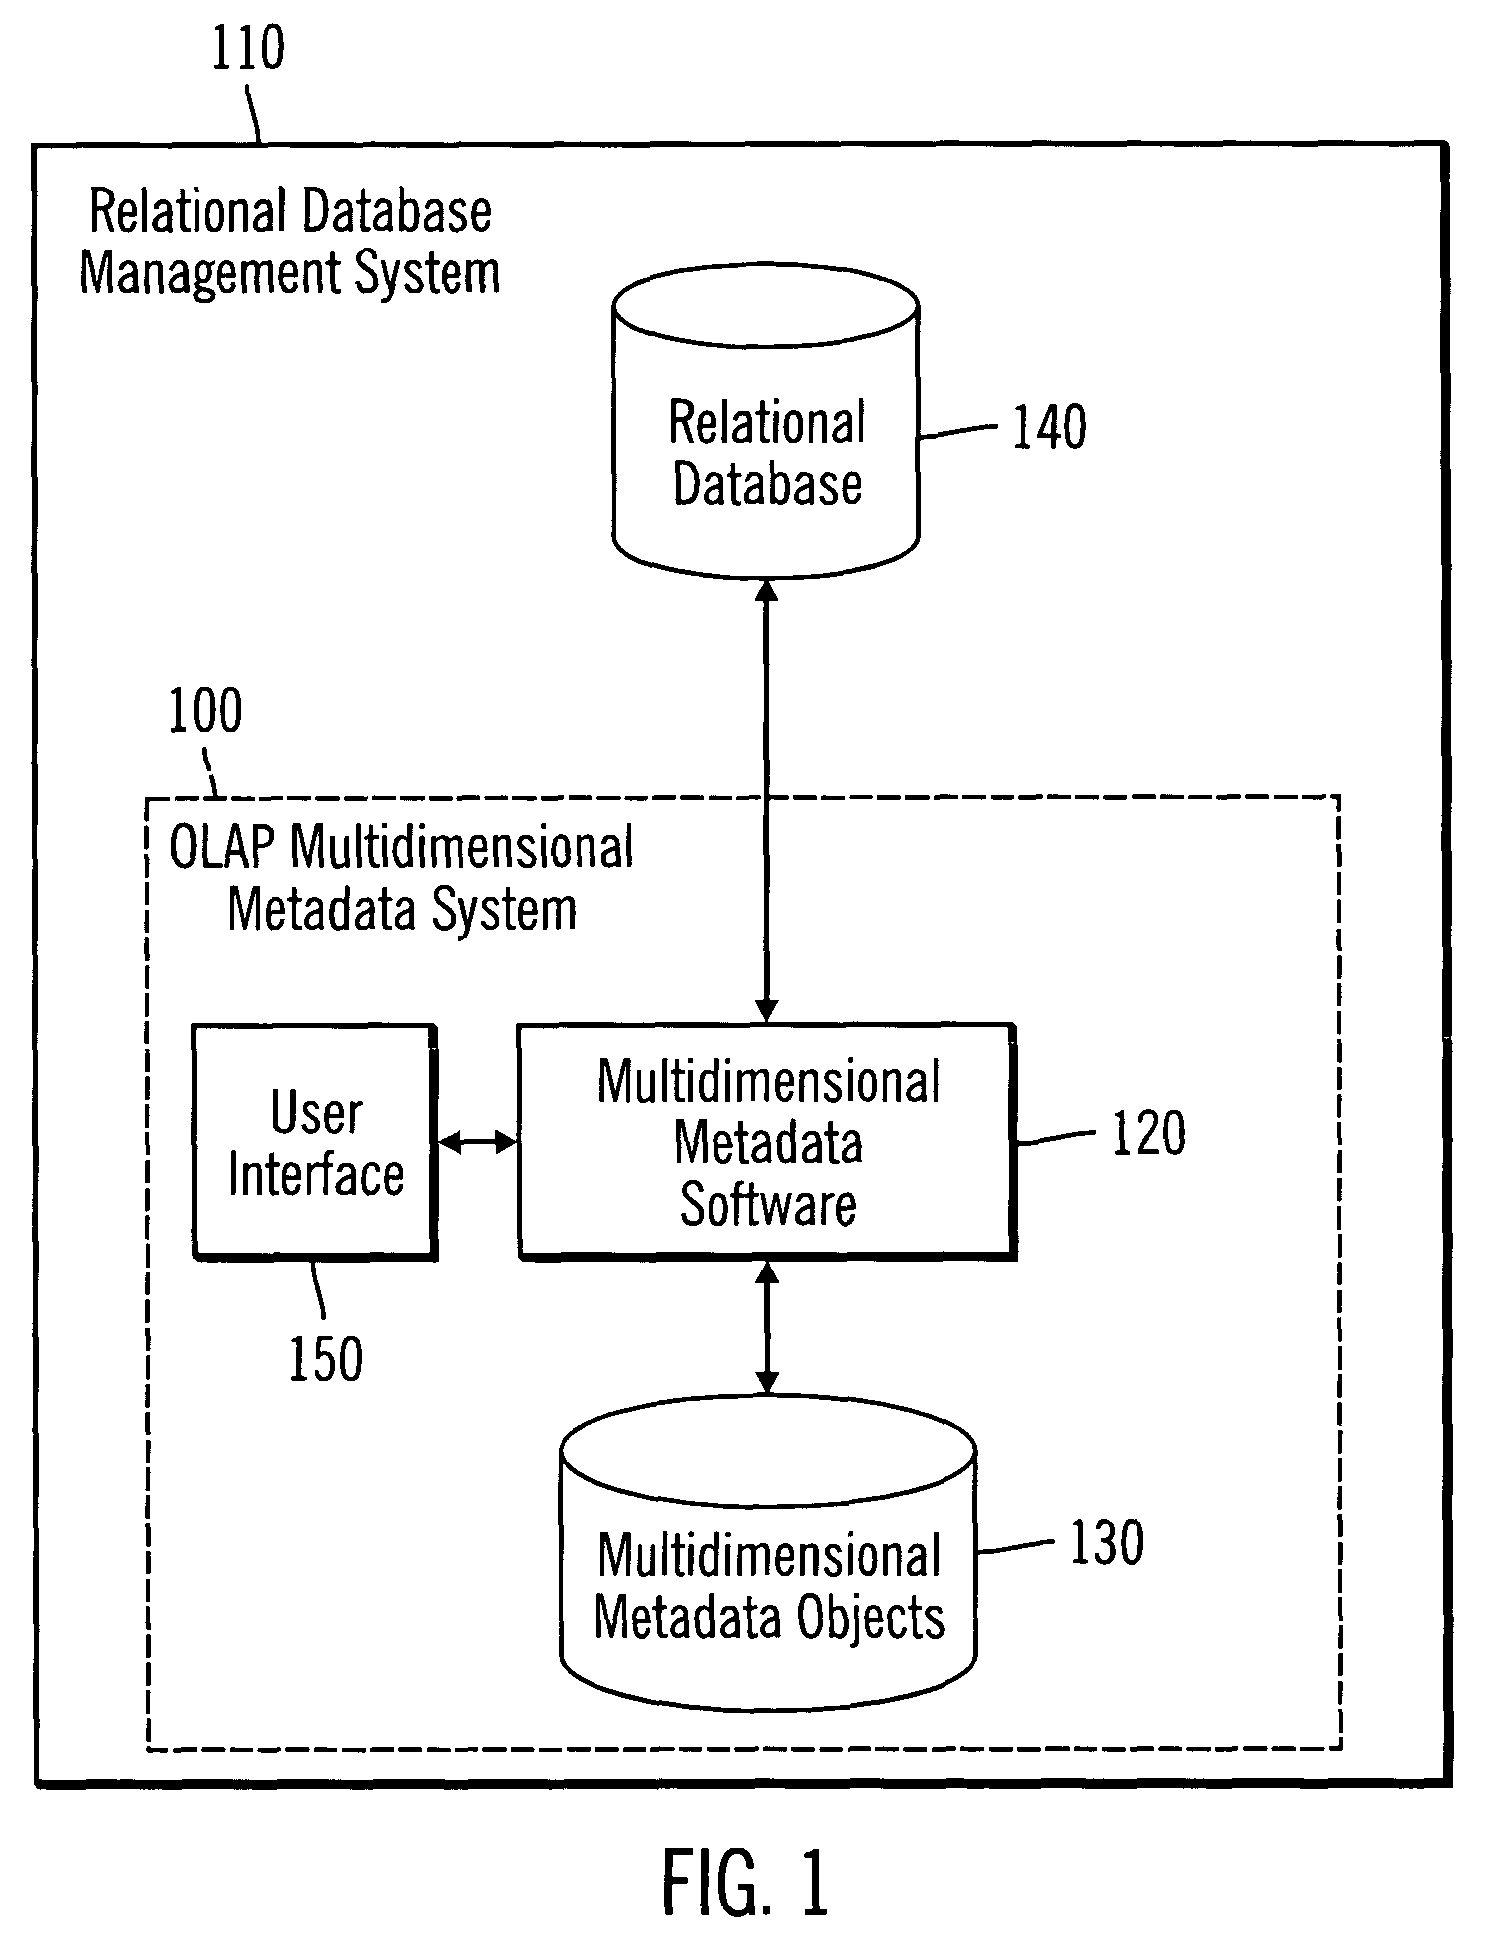 110
Relational Database
Management System
Relational
Database
140
100
OLAP Multidimensional
Metadata System
User
Interface
150
Multidimensional
Metadata
Software
120
Multidimensional
Metadata Objects
130
FIG. 1